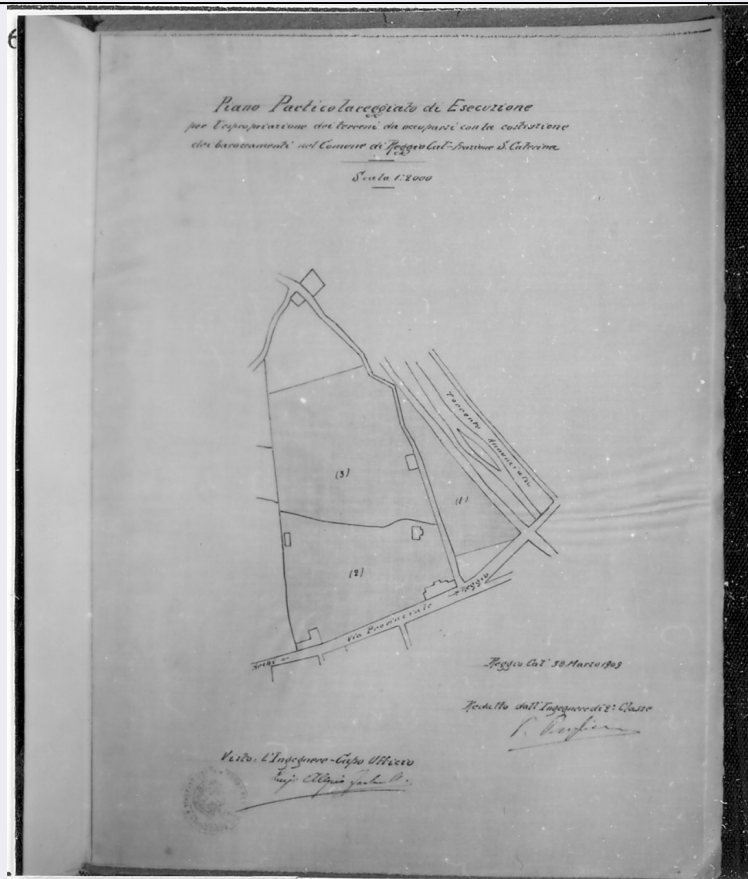 6
Piano Particolareggiato di Esecuzione
per l'espropriazione dei terreni da occuparsi con la costruzione
dei baraccamenti nel Comune di Reggio Cal. frazione S. Caterina
Scala 1:2000
Torrente Annunziata
(3)
(1)
(2)
Via Provinciale
Reggio
Reggio Cal. 30 Marzo 1909
Redatto dall'Ingegnere di 2ª Classe
Visto: L'Ingegnere-Capo Ufficio